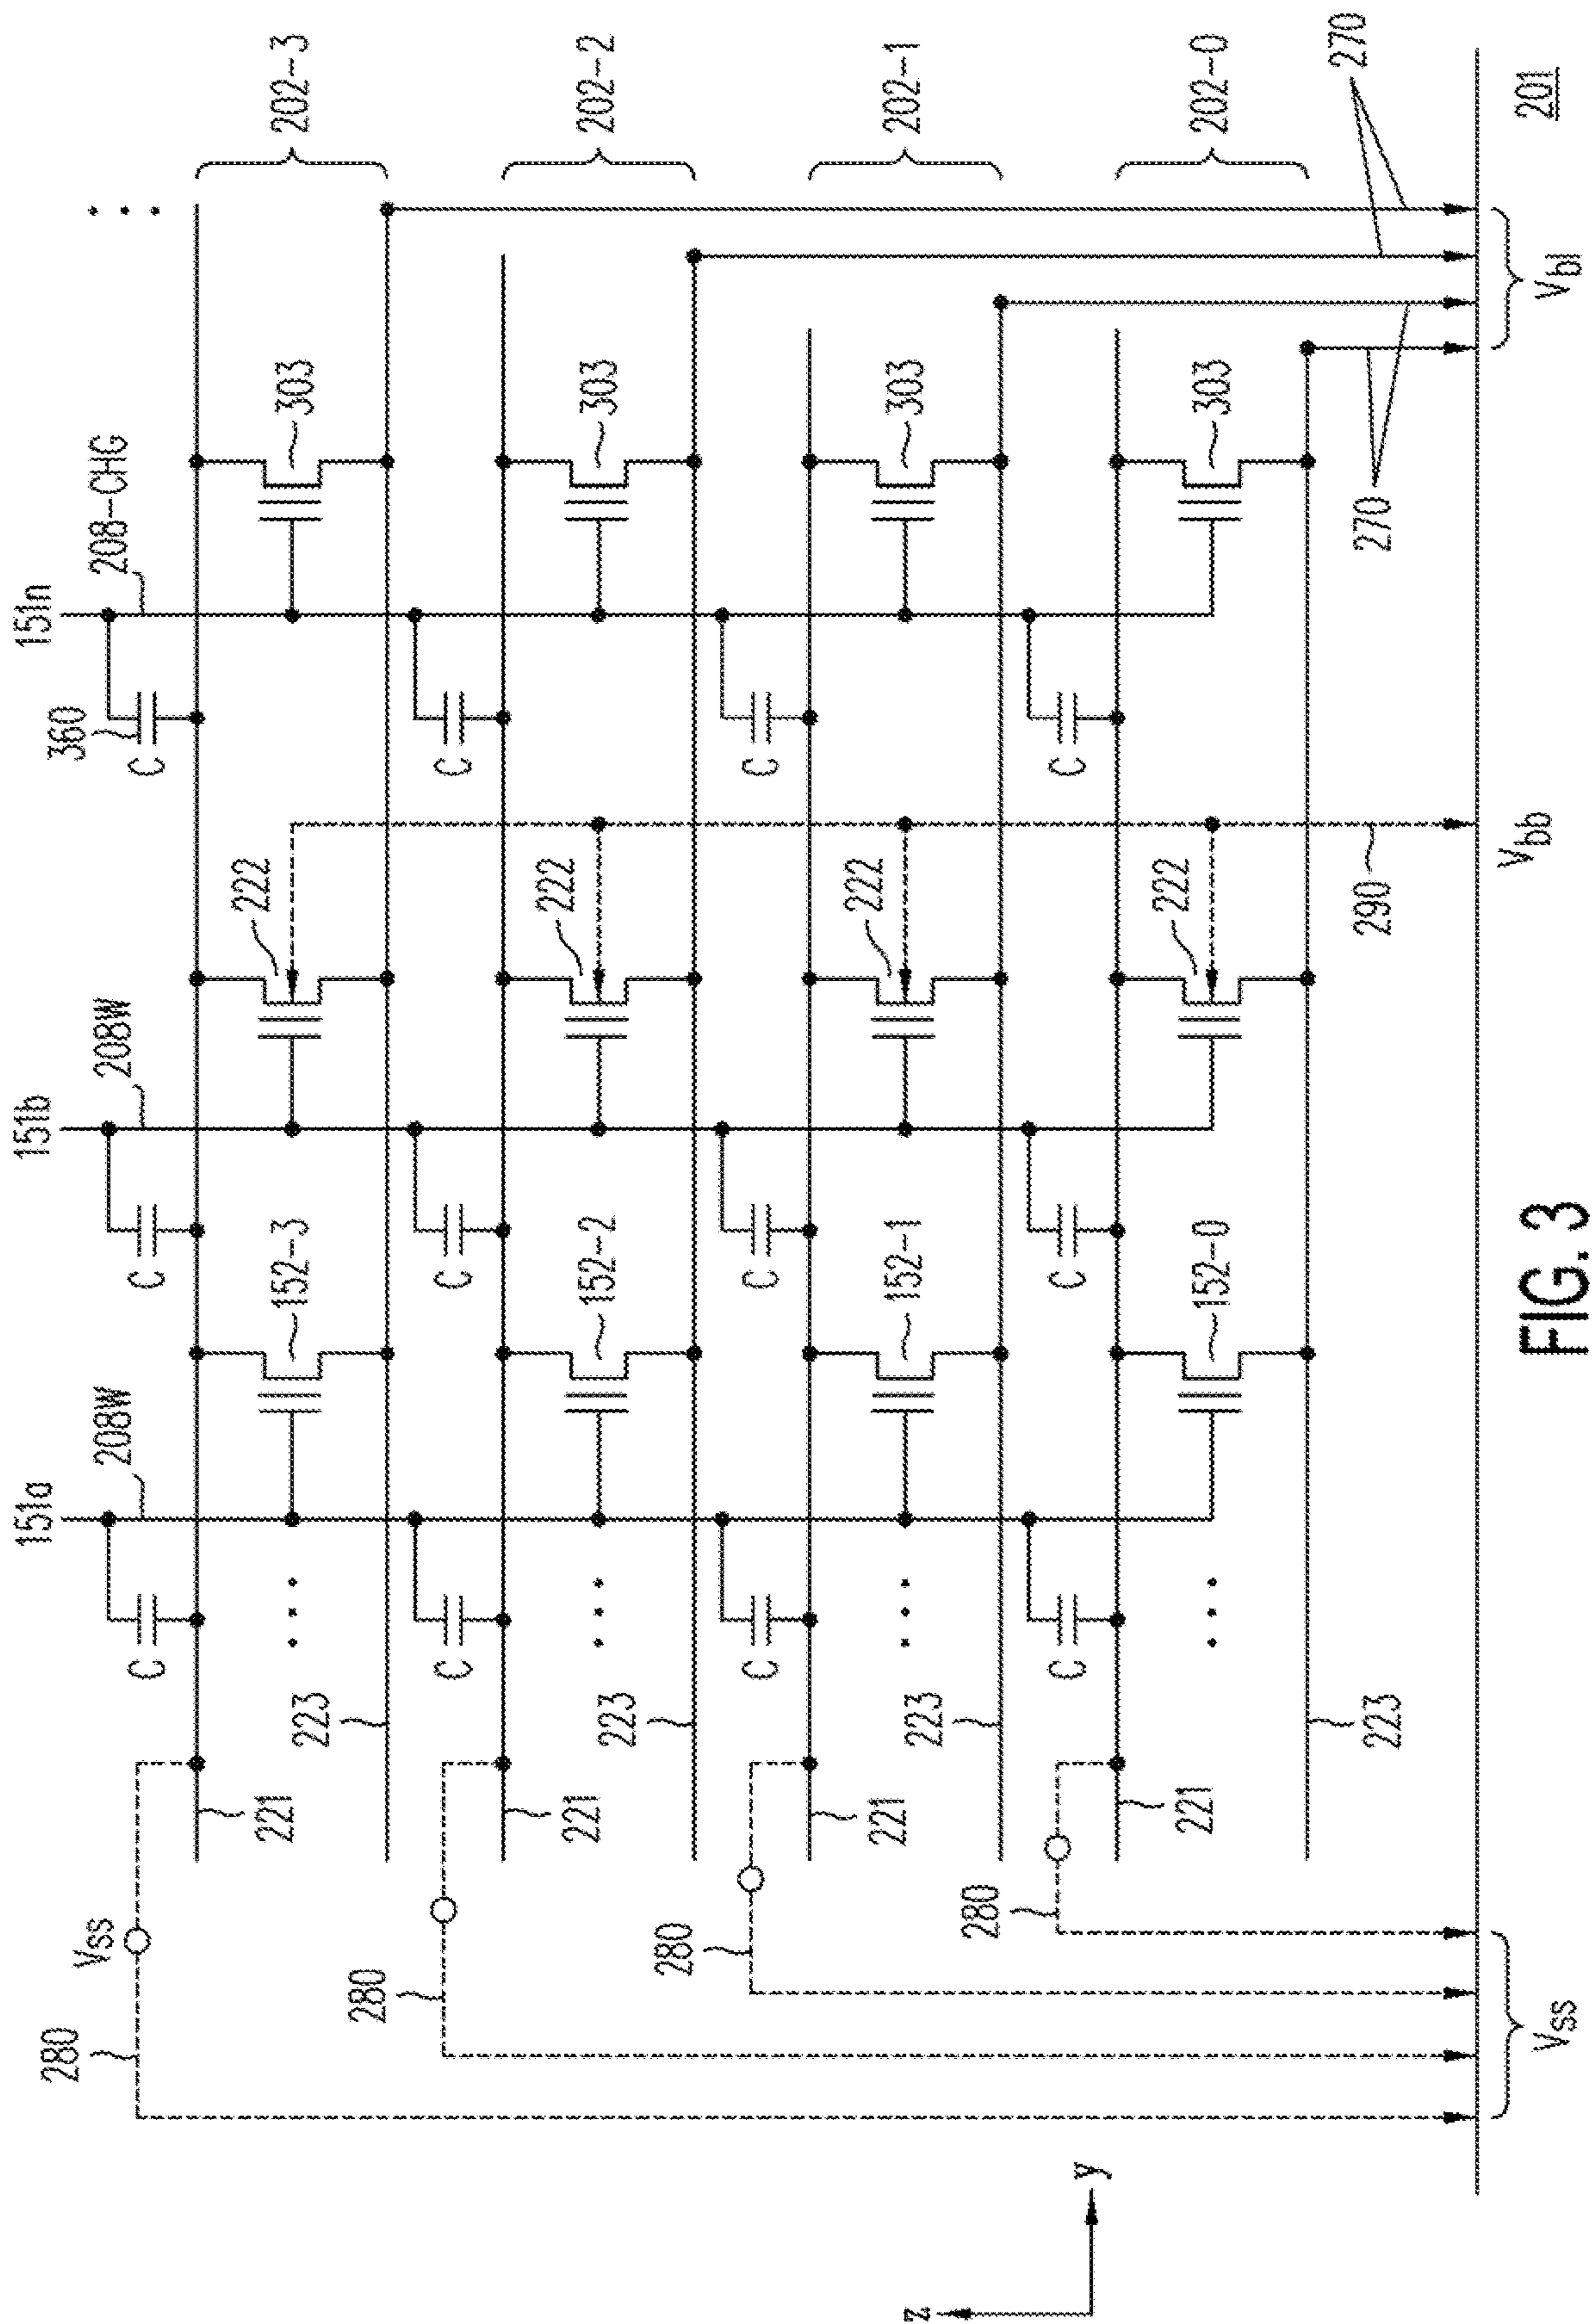 151a
151b
151n
208W
208W
208-CHG
360
C
C
C
Vss
280
221
152-3
222
303
223
202-3
C
C
C
280
221
152-2
222
303
223
202-2
C
C
C
280
221
152-1
222
303
223
202-1
C
C
C
280
221
152-0
222
303
223
202-0
290
270
270
z
y
Vss
Vbb
Vbl
201
FIG. 3